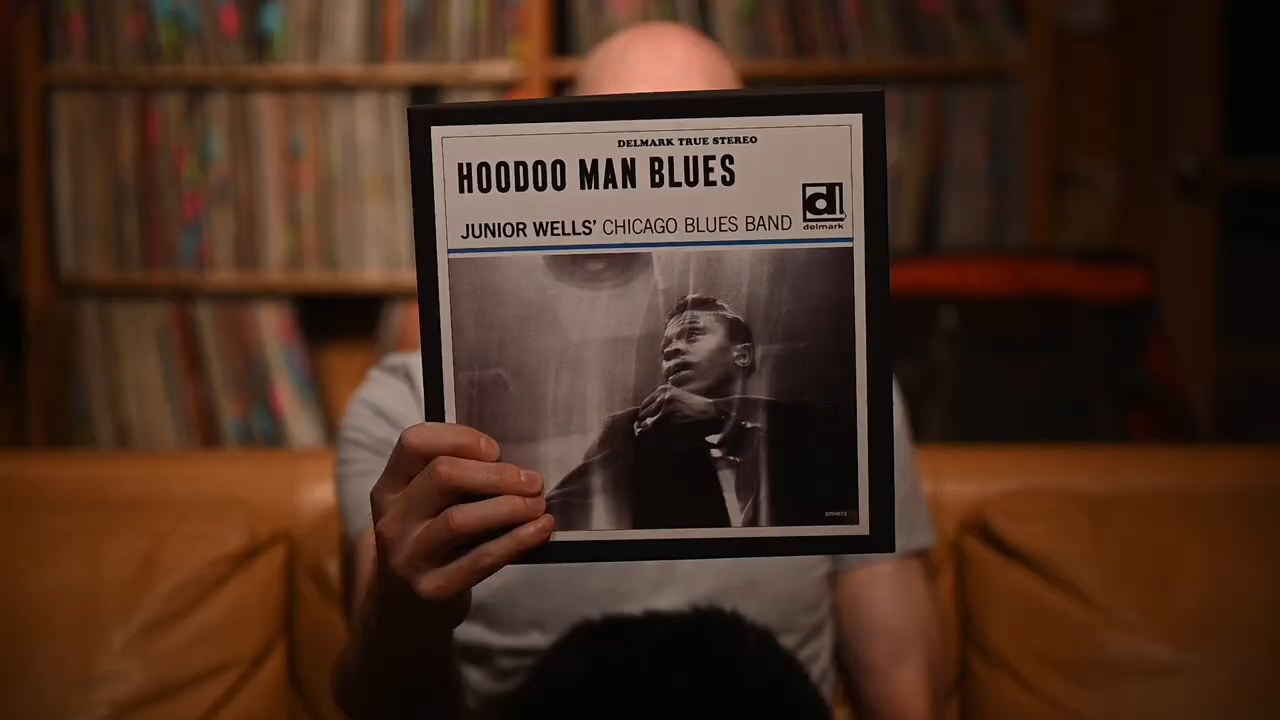 DELMARK TRUE STEREO
HOODOO MAN BLUES
JUNIOR WELLS' CHICAGO BLUES BAND
dl
delmark